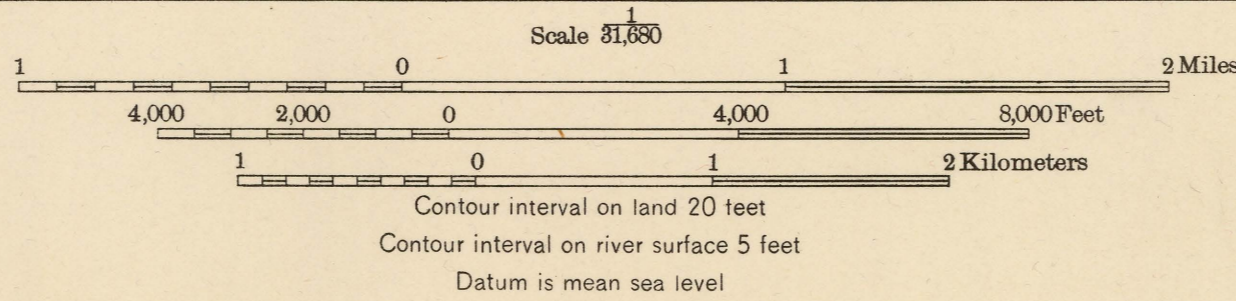 Scale 1/31,680
1 0 1 2 Miles
4,000 2,000 0 4,000 8,000 Feet
1 0 1 2 Kilometers
Contour interval on land 20 feet
Contour interval on river surface 5 feet
Datum is mean sea level